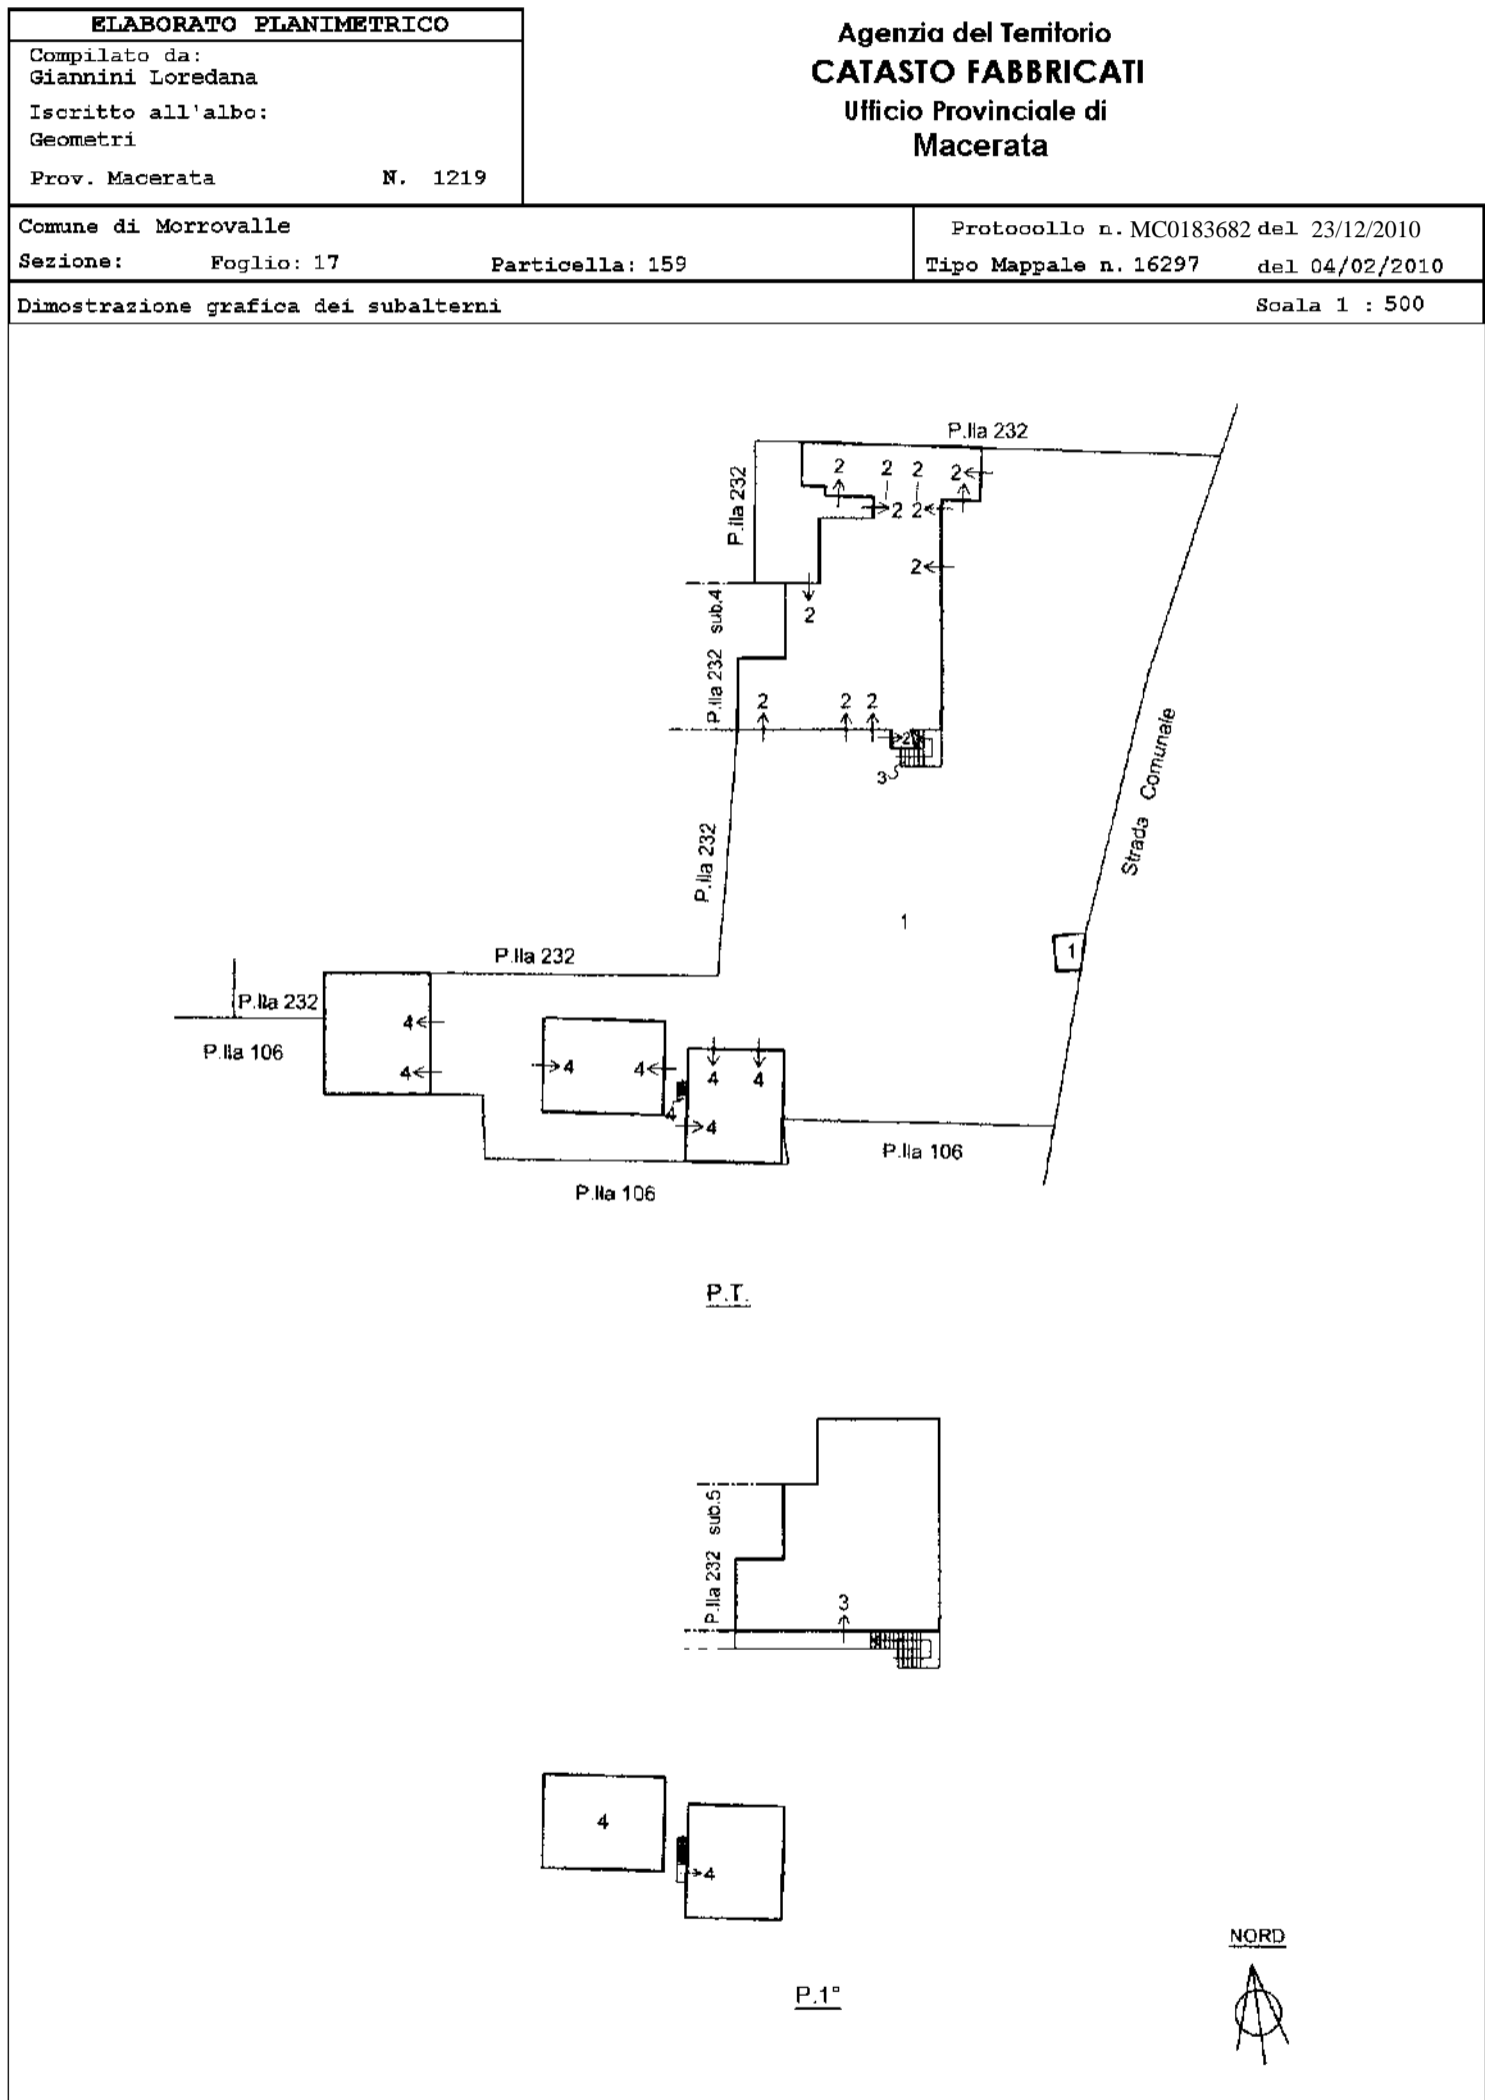 ELABORATO PLANIMETRICO
Compilato da:
Giannini Loredana
Iscritto all'albo:
Geometri
Prov. Macerata N. 1219
Agenzia del Territorio
CATASTO FABBRICATI
Ufficio Provinciale di
Macerata
Comune di Morrovalle
Sezione: Foglio: 17 Particella: 159
Protocollo n. MC0183682 del 23/12/2010
Tipo Mappale n. 16297 del 04/02/2010
Dimostrazione grafica dei subalterni Scala 1 : 500
P.lla 232
P.lla 232
2 2 2 2
2 2
2
2
P.lla 232 sub.4
2 2 2
2
3
Strada Comunale
P.lla 232
1
1
P.lla 232
P.lla 232
P.lla 106
4
4
4 4
4 4
4
4
P.lla 106
P.lla 106
P.T.
P.lla 232 sub.5
3
4
4
NORD
P.1°